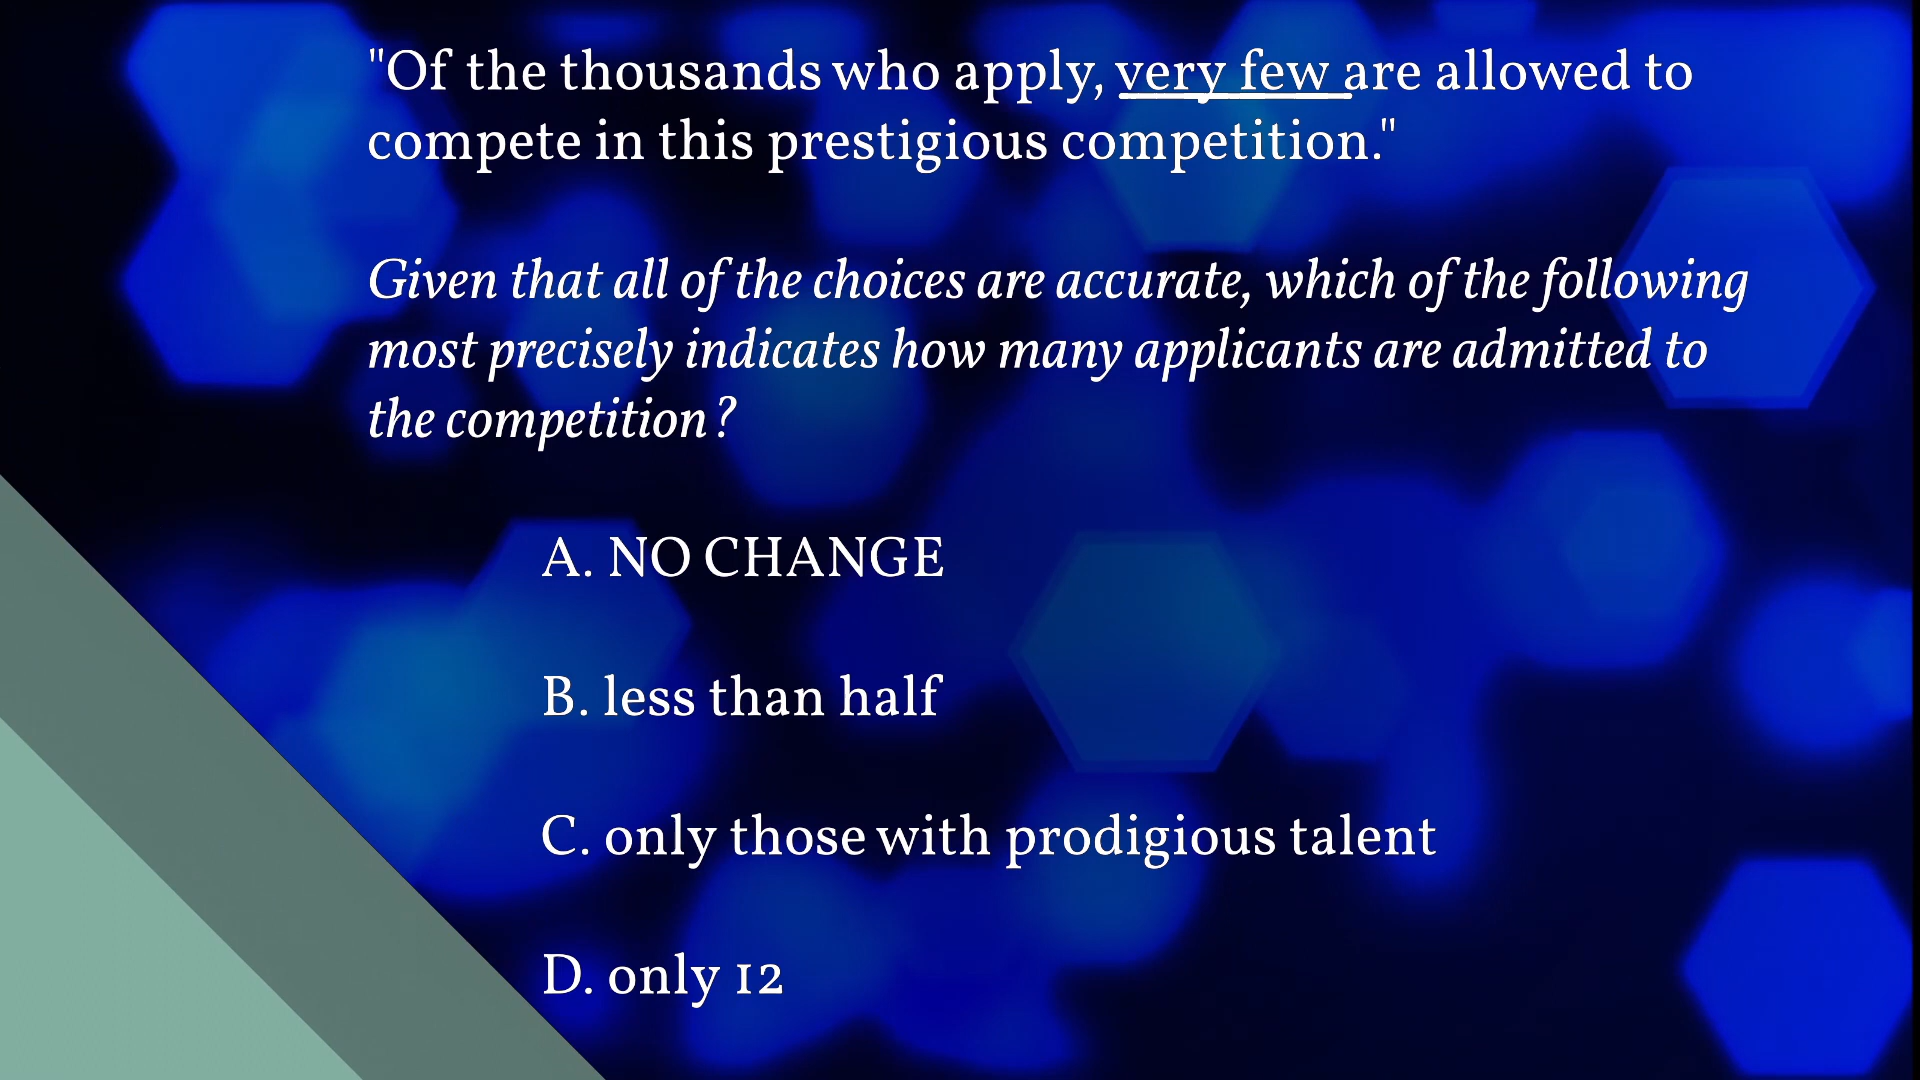 "Of the thousands who apply, very few are allowed to
compete in this prestigious competition."
Given that all of the choices are accurate, which of the following
most precisely indicates how many applicants are admitted to
the competition?
A. NO CHANGE
B. less than half
C. only those with prodigious talent
D. only 12